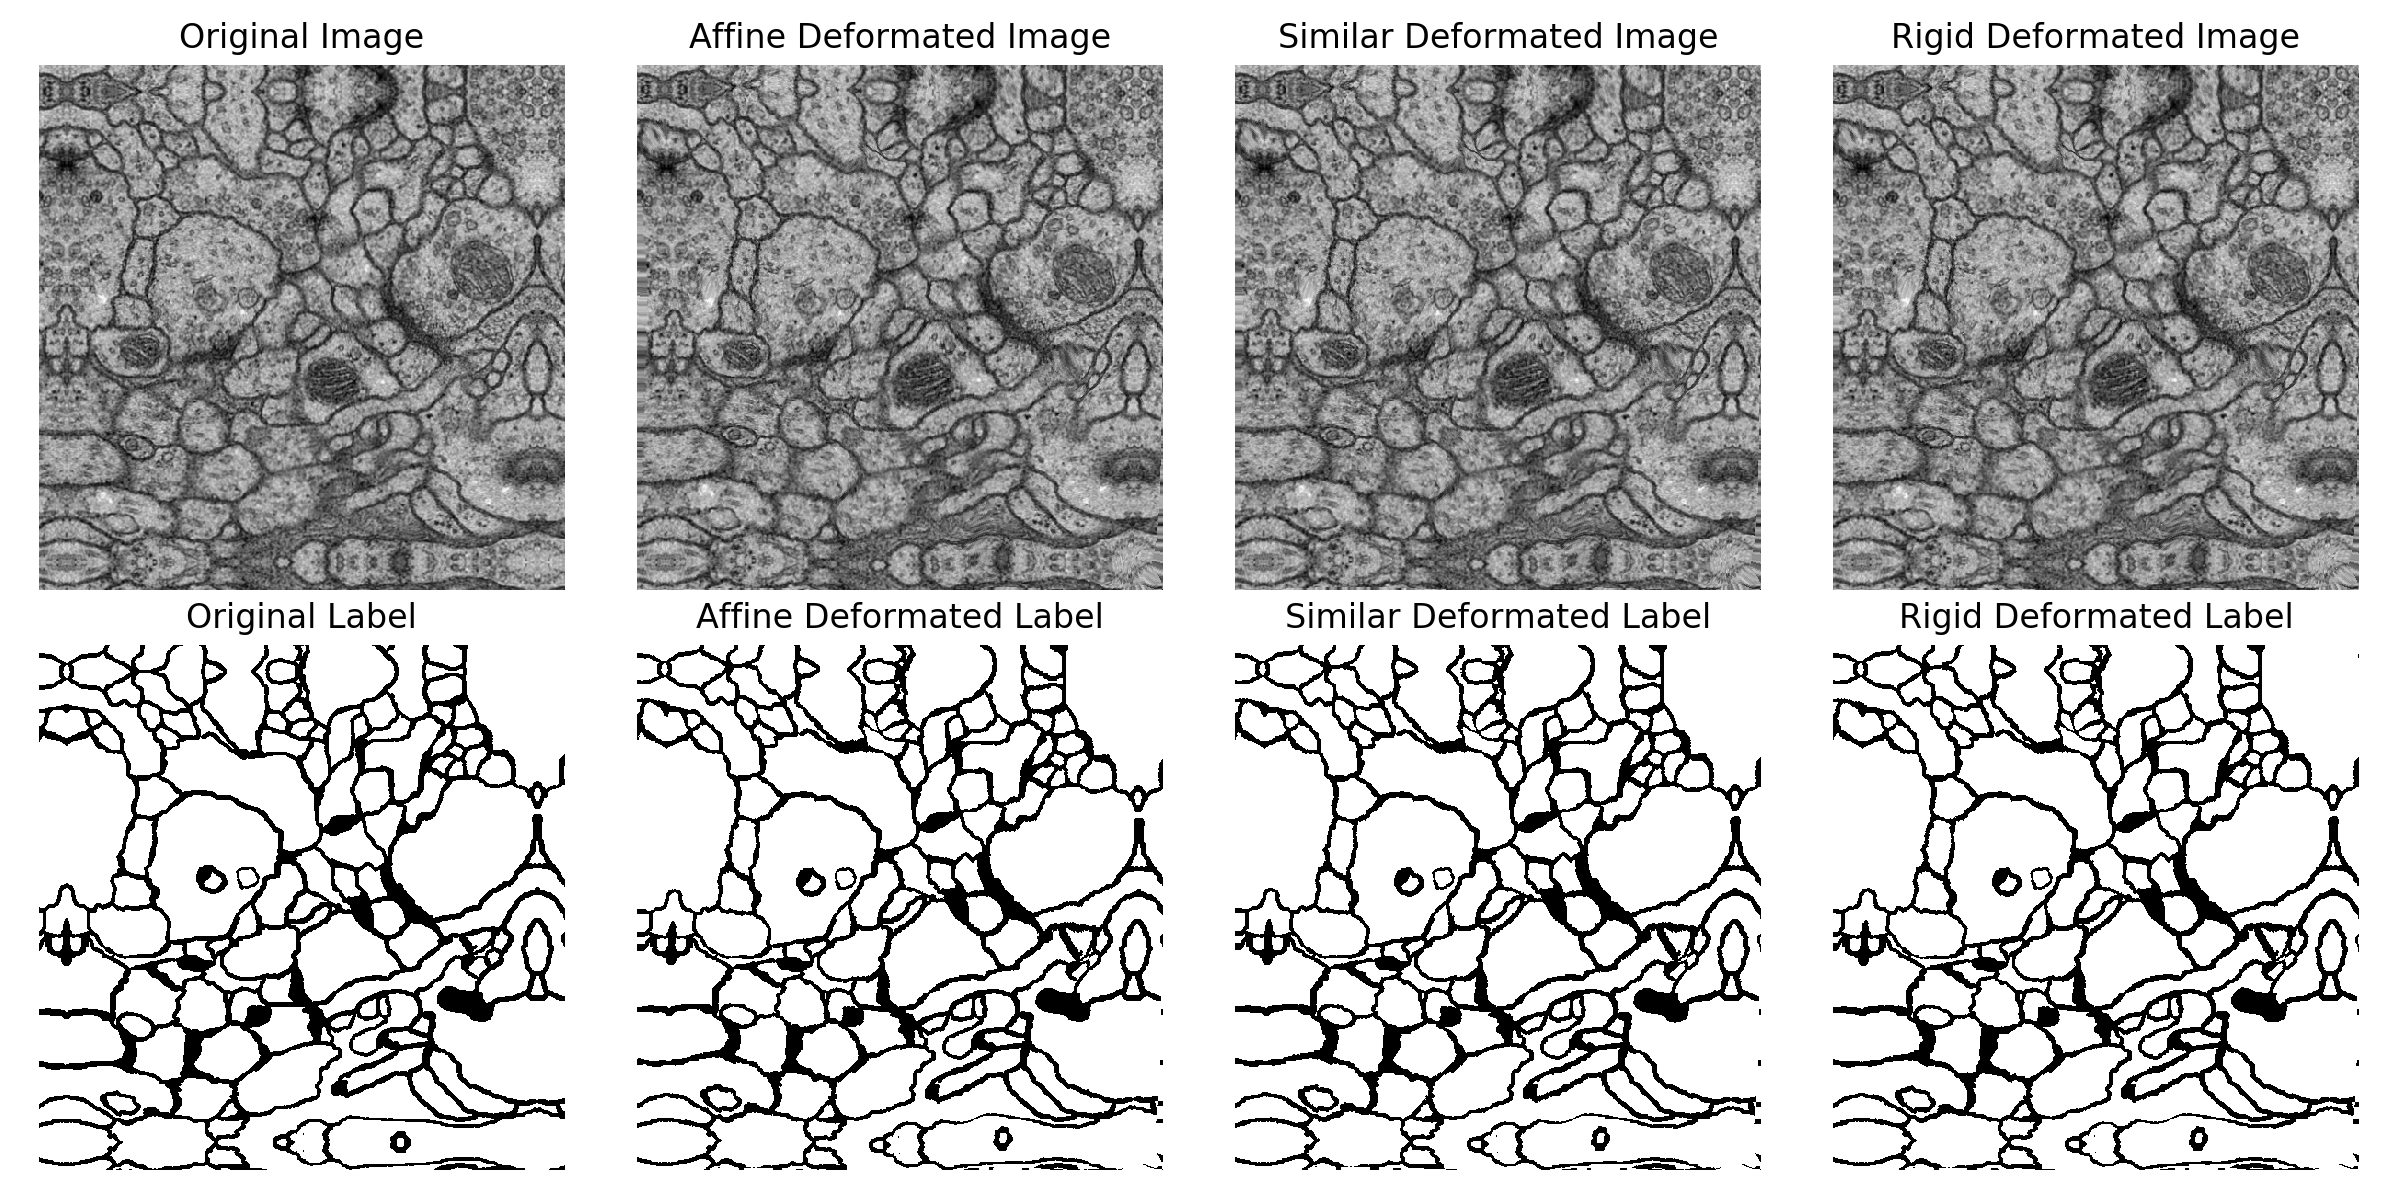 Original Image
Affine Deformated Image
Similar Deformated Image
Rigid Deformated Image
Original Label
Affine Deformated Label
Similar Deformated Label
Rigid Deformated Label